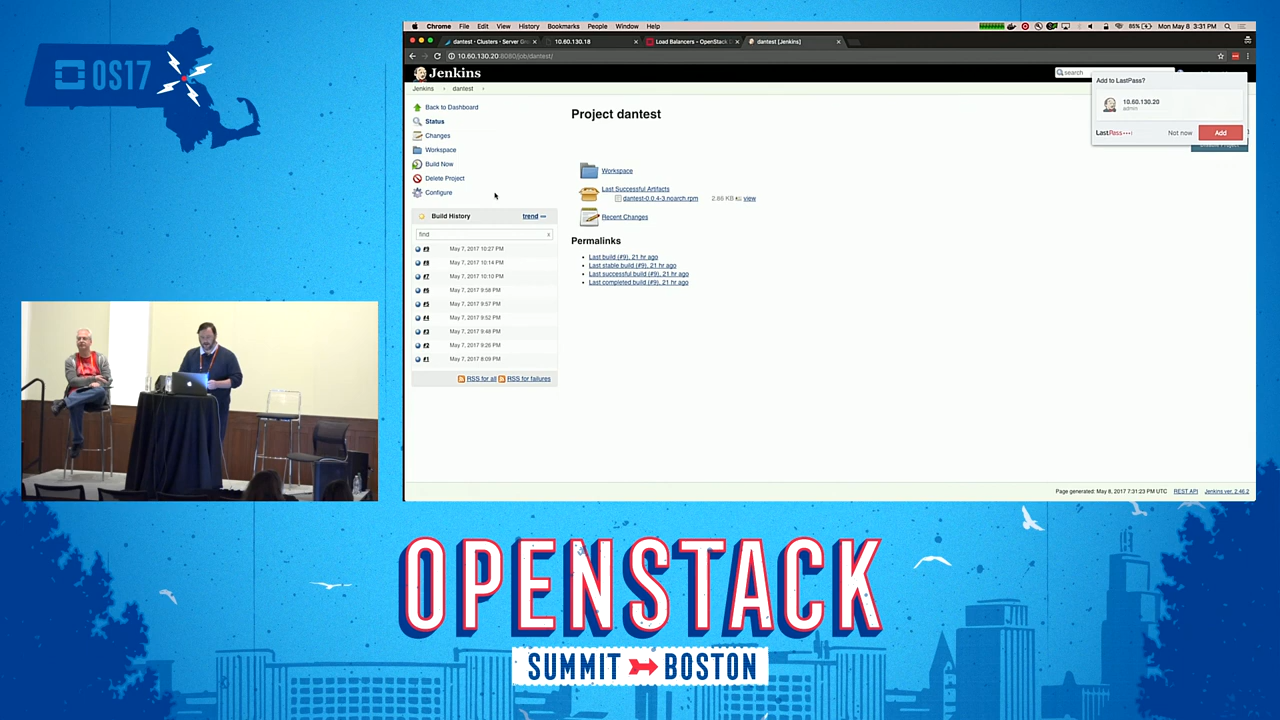 OS17
Chrome File Edit View History Bookmarks People Window Help
85% Mon May 8 3:31 PM
dantest - Clusters - Server Gr
10.60.130.18
Load Balancers - OpenStack D
dantest [Jenkins]
10.60.130.20:8080/job/dantest/
Jenkins
search
Jenkins dantest
Add to LastPass?
10.60.130.20
admin
LastPass Not now Add
Back to Dashboard
Status
Changes
Workspace
Build Now
Delete Project
Configure
Project dantest
Workspace
Last Successful Artifacts
dantest-0.0.4-3.noarch.rpm 2.66 KB view
Recent Changes
Permalinks
Last build (#9), 21 hr ago
Last stable build (#9), 21 hr ago
Last successful build (#9), 21 hr ago
Last completed build (#9), 21 hr ago
Build History trend
find x
#9 May 7, 2017 10:27 PM
#8 May 7, 2017 10:14 PM
#7 May 7, 2017 10:10 PM
#6 May 7, 2017 9:58 PM
#5 May 7, 2017 9:57 PM
#4 May 7, 2017 9:52 PM
#3 May 7, 2017 9:48 PM
#2 May 7, 2017 9:26 PM
#1 May 7, 2017 8:09 PM
RSS for all RSS for failures
Page generated: May 8, 2017 7:31:23 PM UTC REST API Jenkins ver. 2.46.2
OPENSTACK
SUMMIT BOSTON